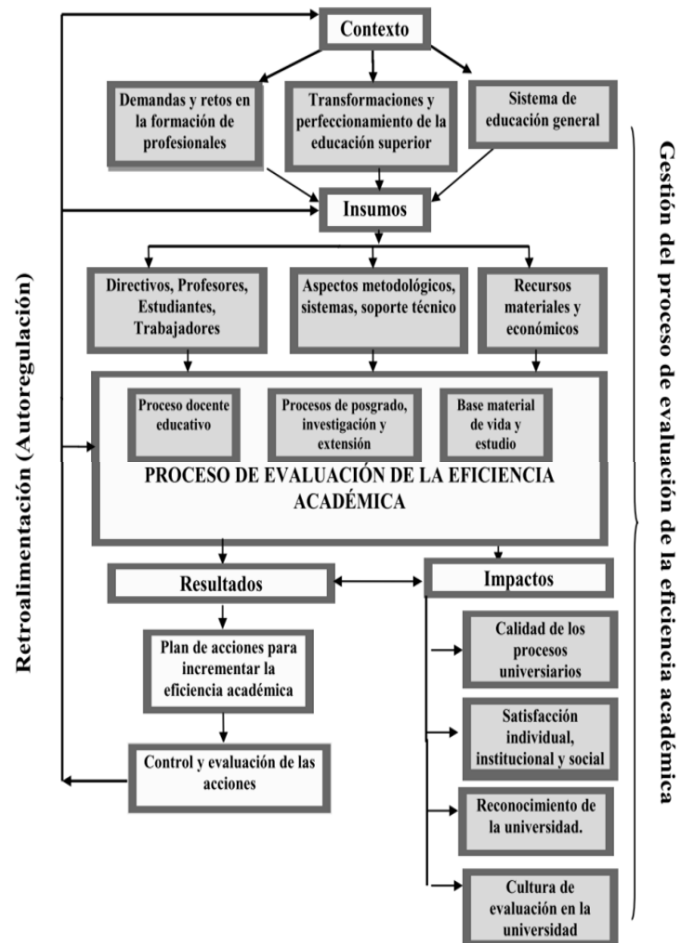 Contexto
Demandas y retos en
la formación de
profesionales
Transformaciones y
perfeccionamiento de la
educación superior
Sistema de
educación general
Insumos
Directivos, Profesores,
Estudiantes,
Trabajadores
Aspectos metodológicos,
sistemas, soporte técnico
Recursos
materiales y
económicos
Proceso docente
educativo
Procesos de posgrado,
investigación y
extensión
Base material
de vida y
estudio
PROCESO DE EVALUACIÓN DE LA EFICIENCIA
ACADÉMICA
Resultados
Impactos
Plan de acciones para
incrementar la
eficiencia académica
Control y evaluación de las
acciones
Calidad de los
procesos
universiarios
Satisfacción
individual,
institucional y social
Reconocimiento de
la universidad.
Cultura de
evaluación en la
universidad
Retroalimentación (Autoregulación)
Gestión del proceso de evaluación de la eficiencia académica